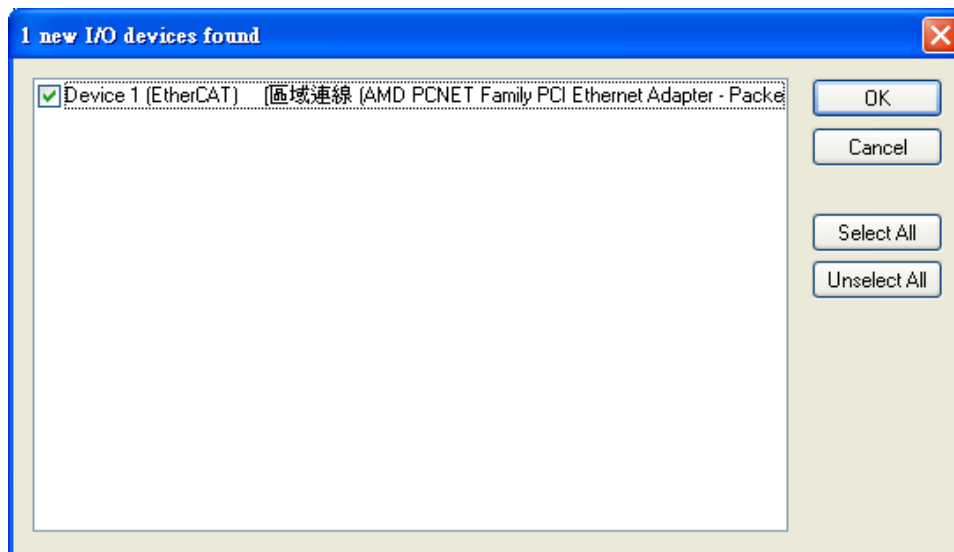 1 new I/O devices found
Device 1 (EtherCAT) [區域連線 (AMD PCNET Family PCI Ethernet Adapter - Packe
OK
Cancel
Select All
Unselect All